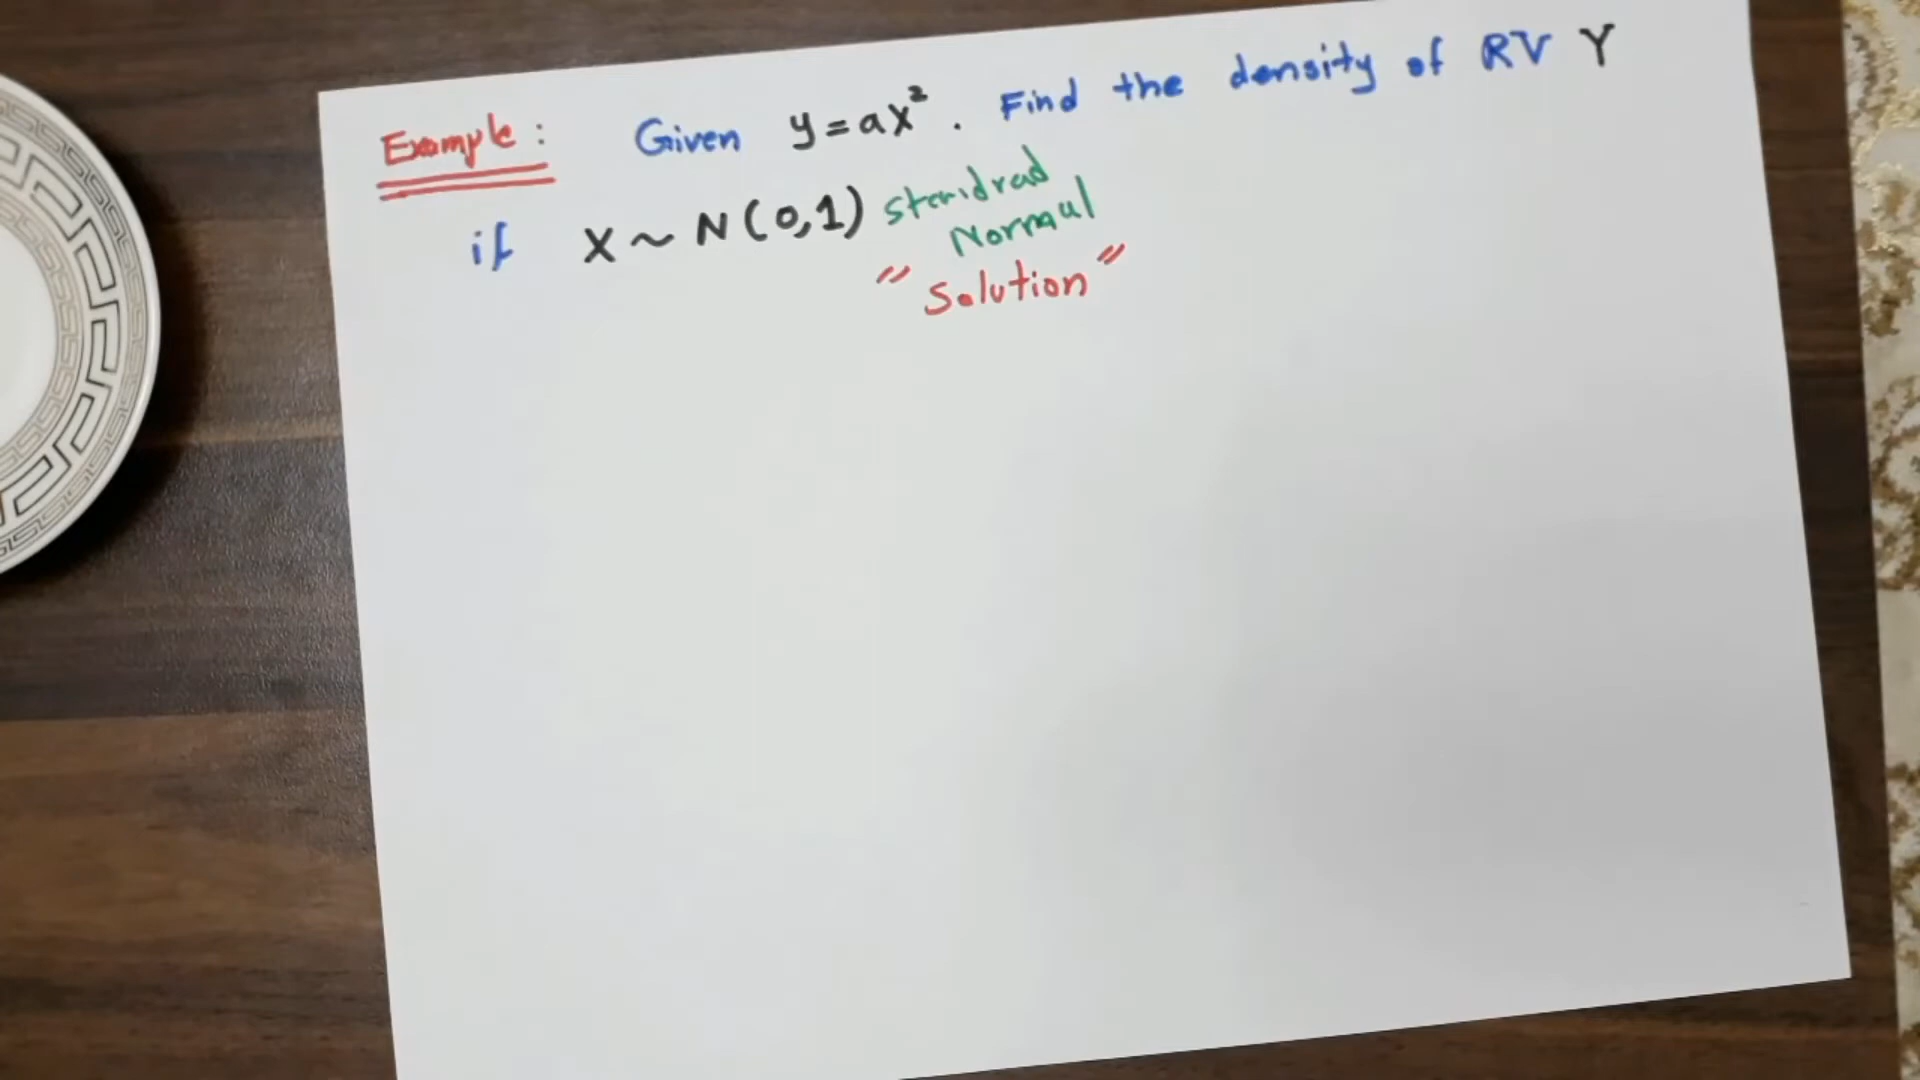 Example: Given y=ax². Find the density of RV Y
if X ~ N(0,1) standrad
Normal
"Solution"